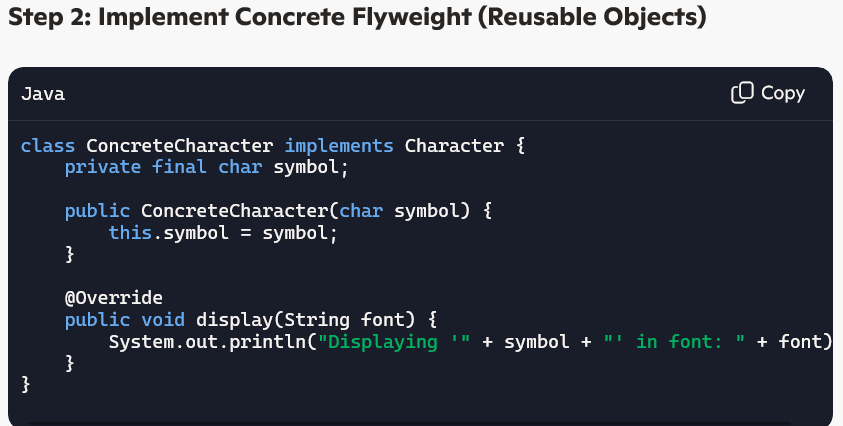 Step 2: Implement Concrete Flyweight (Reusable Objects)
Java
Copy
class ConcreteCharacter implements Character {
    private final char symbol;
    public ConcreteCharacter(char symbol) {
        this.symbol = symbol;
    }
    @Override
    public void display(String font) {
        System.out.println("Displaying '" + symbol + "' in font: " + font)
    }
}